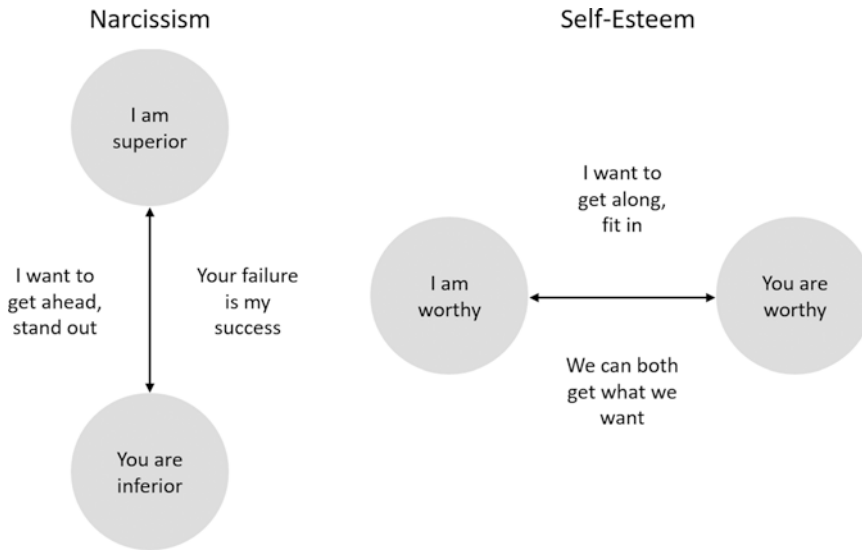 Narcissism
I am
superior
I want to
get ahead,
stand out
Your failure
is my
success
You are
inferior
Self-Esteem
I want to
get along,
fit in
I am
worthy
You are
worthy
We can both
get what we
want